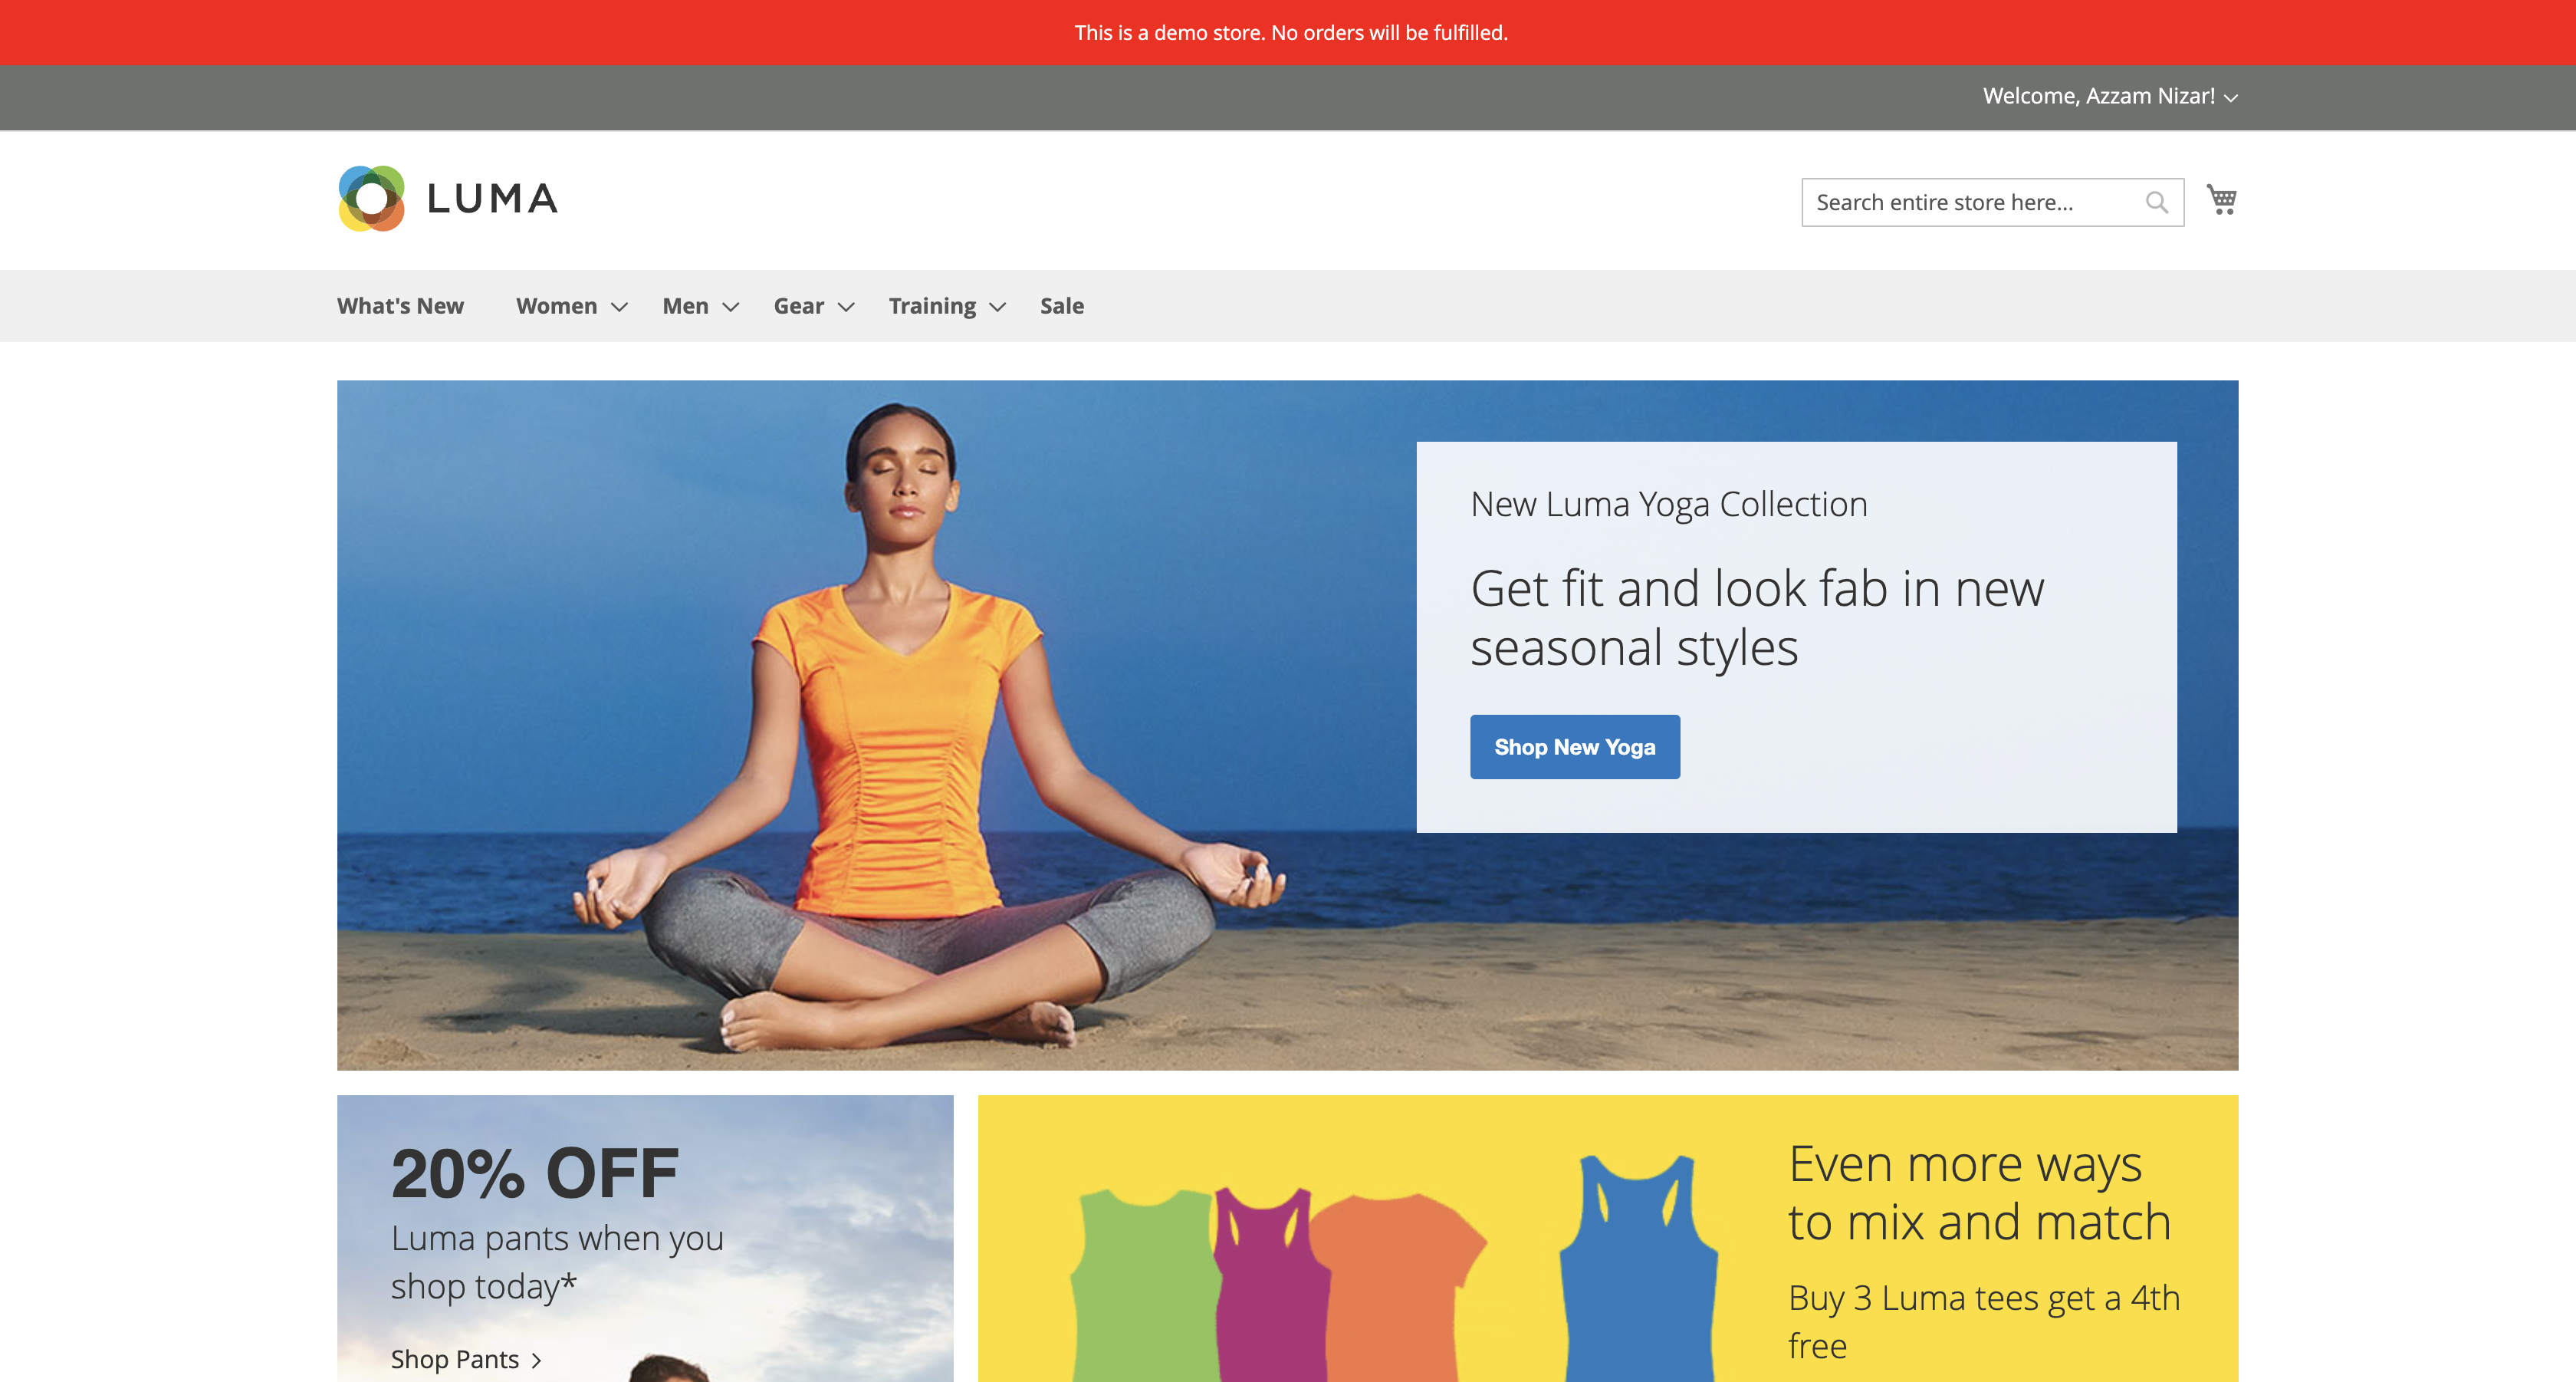 This is a demo store. No orders will be fulfilled.
Welcome, Azzam Nizar!
LUMA
Search entire store here...
What's New
Women
Men
Gear
Training
Sale
New Luma Yoga Collection
Get fit and look fab in new
seasonal styles
Shop New Yoga
20% OFF
Luma pants when you
shop today*
Shop Pants
Even more ways
to mix and match
Buy 3 Luma tees get a 4th
free